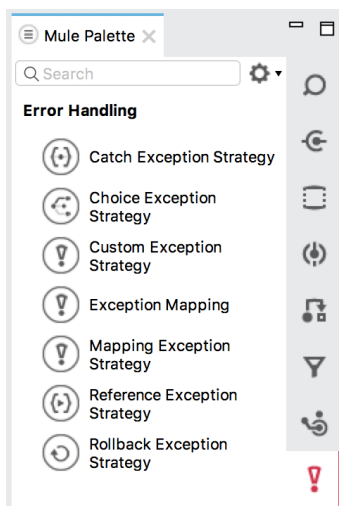 Mule Palette
Search
Error Handling
Catch Exception Strategy
Choice Exception
Strategy
Custom Exception
Strategy
Exception Mapping
Mapping Exception
Strategy
Reference Exception
Strategy
Rollback Exception
Strategy